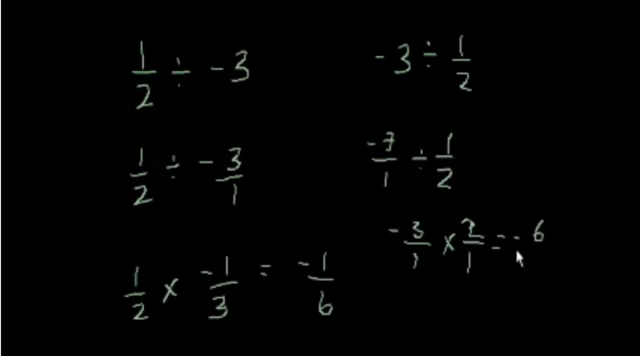 1/2 ÷ -3
1/2 ÷ -3/1
1/2 × -1/3 = -1/6
-3 ÷ 1/2
-3/1 ÷ 1/2
-3/1 × 2/1 = -6